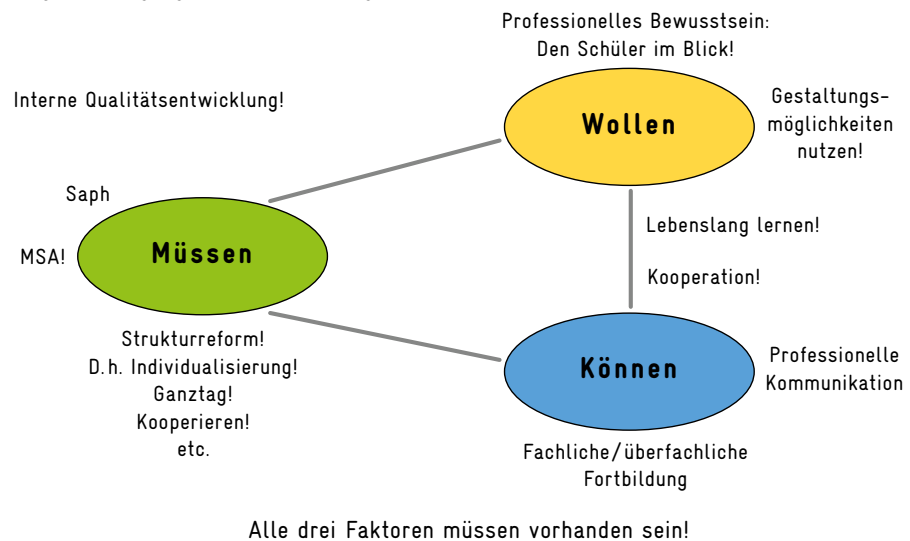 Professionelles Bewusstsein:
Den Schüler im Blick!
Interne Qualitätsentwicklung!
Wollen
Gestaltungs-
möglichkeiten
nutzen!
Saph
MSA!
Müssen
Lebenslang lernen!
Kooperation!
Strukturreform!
D.h. Individualisierung!
Ganztag!
Kooperieren!
etc.
Können
Professionelle
Kommunikation
Fachliche/überfachliche
Fortbildung
Alle drei Faktoren müssen vorhanden sein!